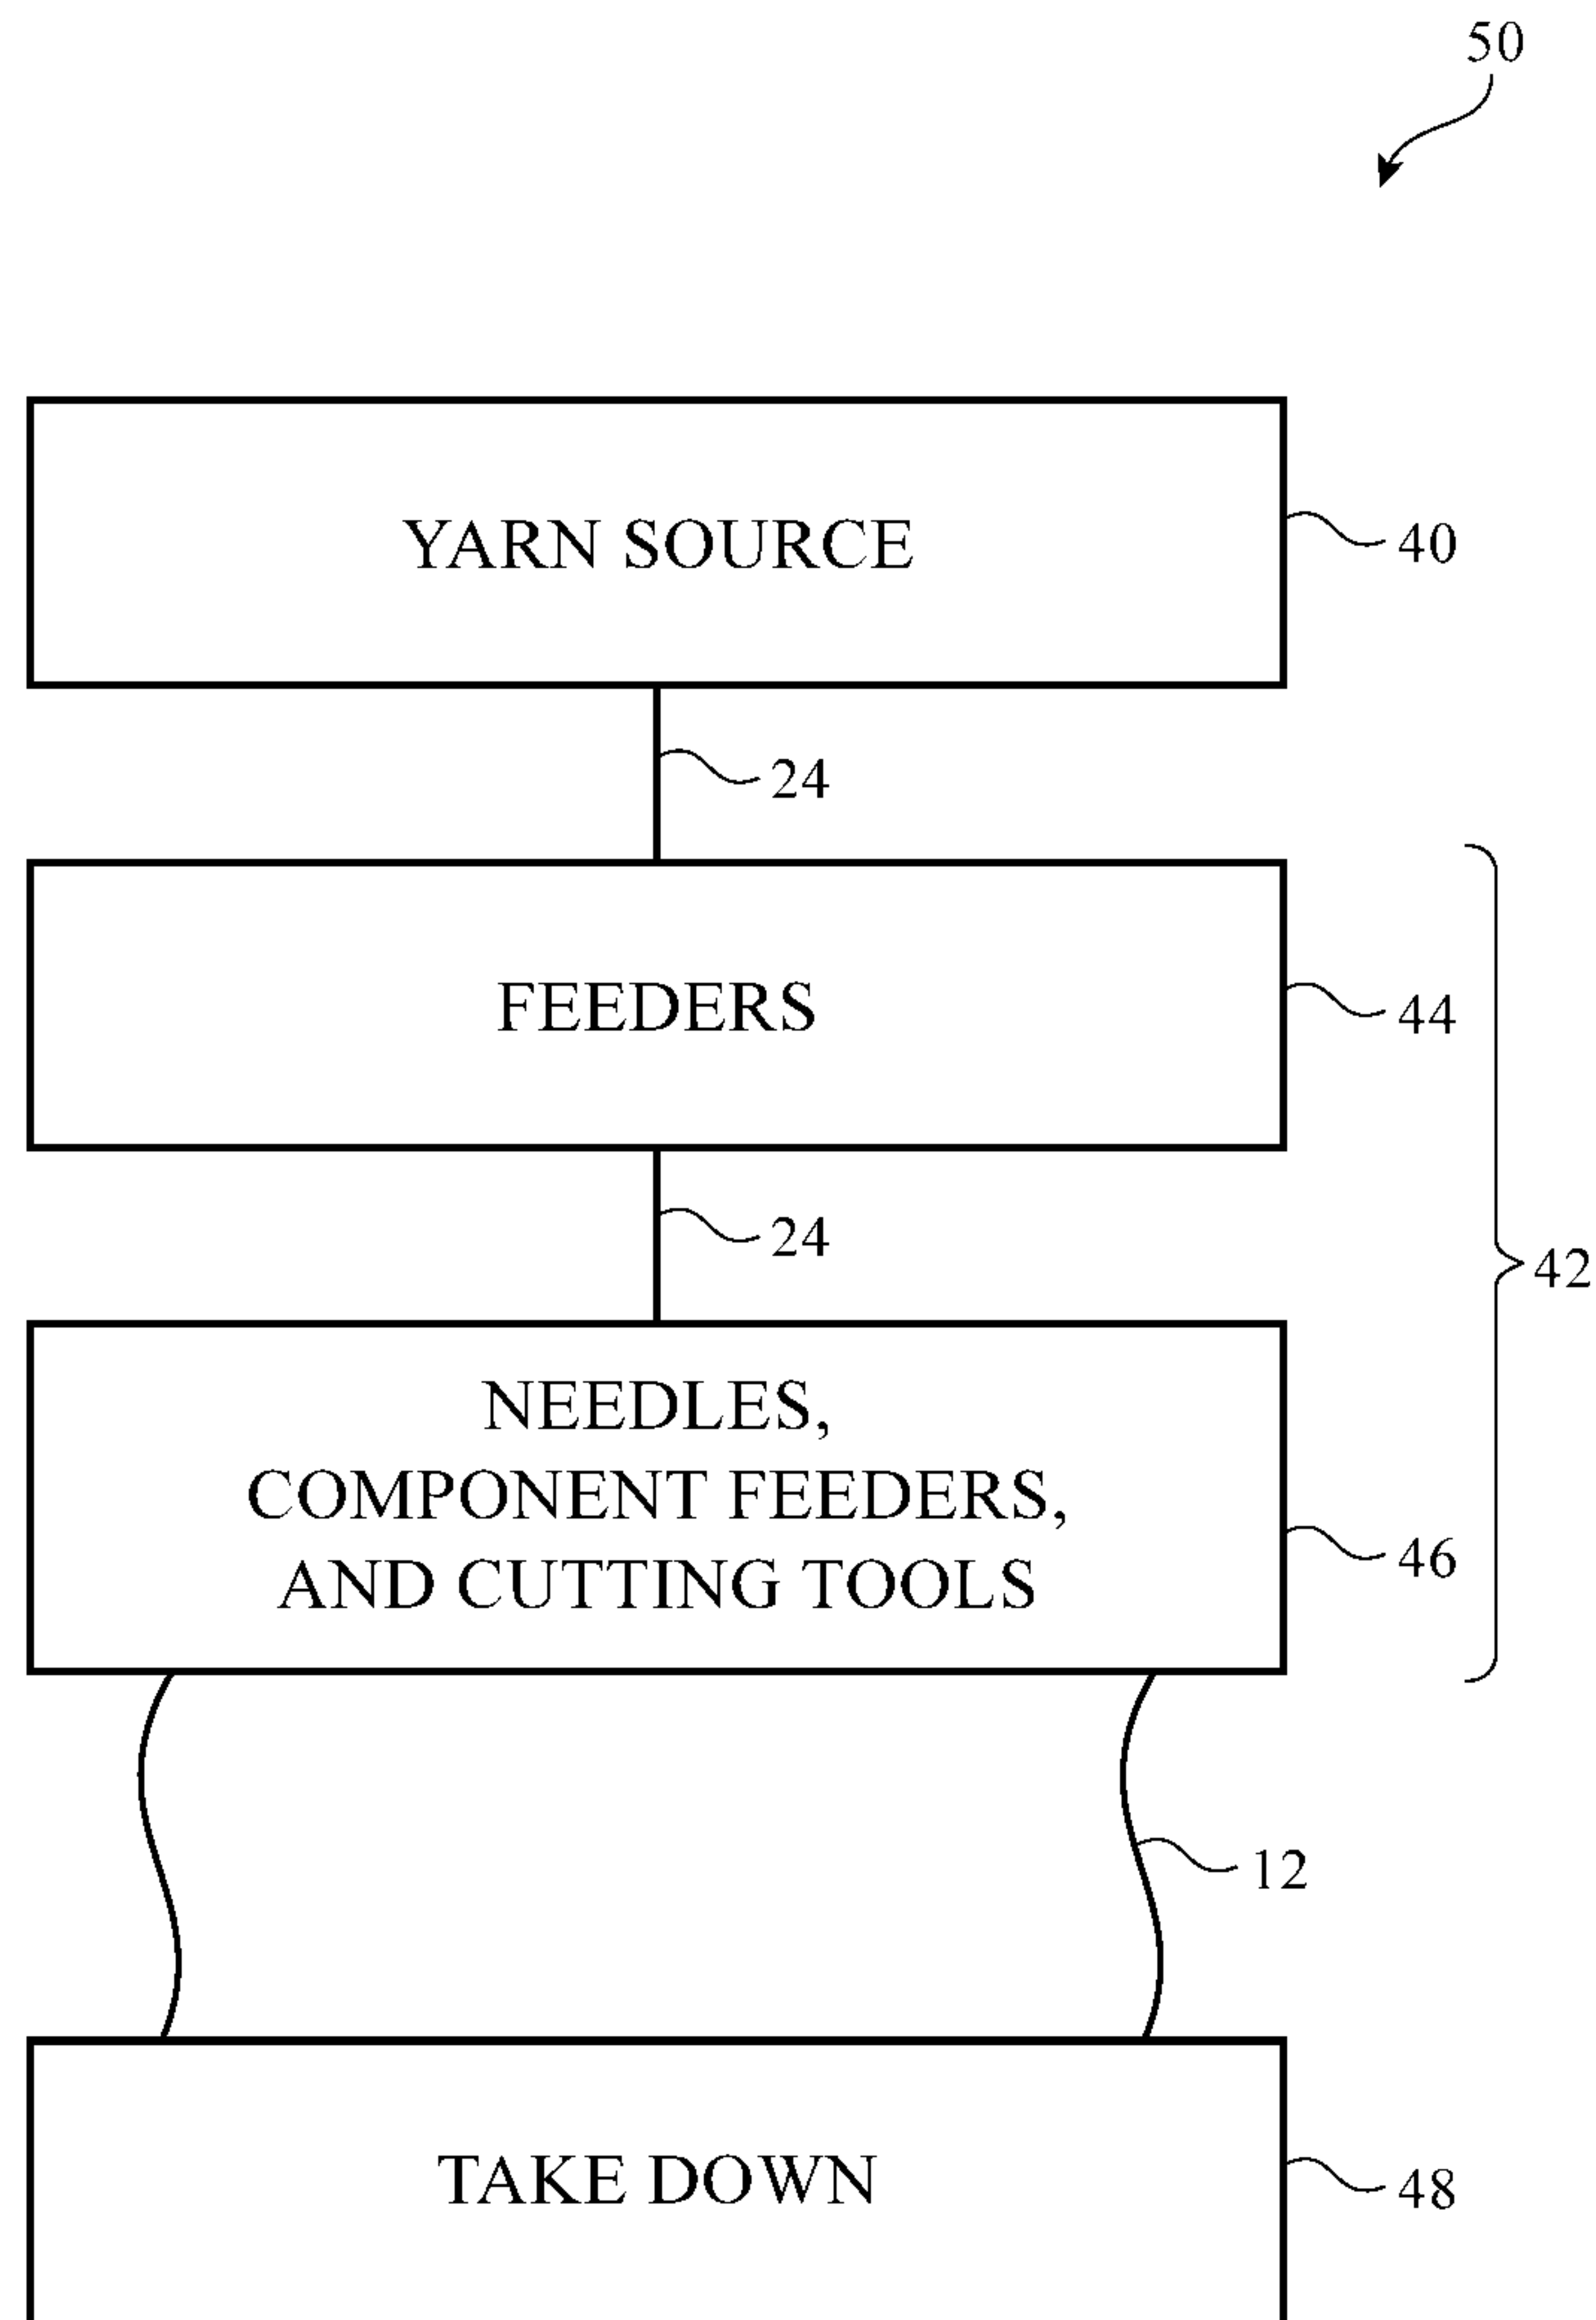 50
YARN SOURCE
40
24
FEEDERS
44
24
42
NEEDLES,
COMPONENT FEEDERS,
AND CUTTING TOOLS
46
12
TAKE DOWN
48